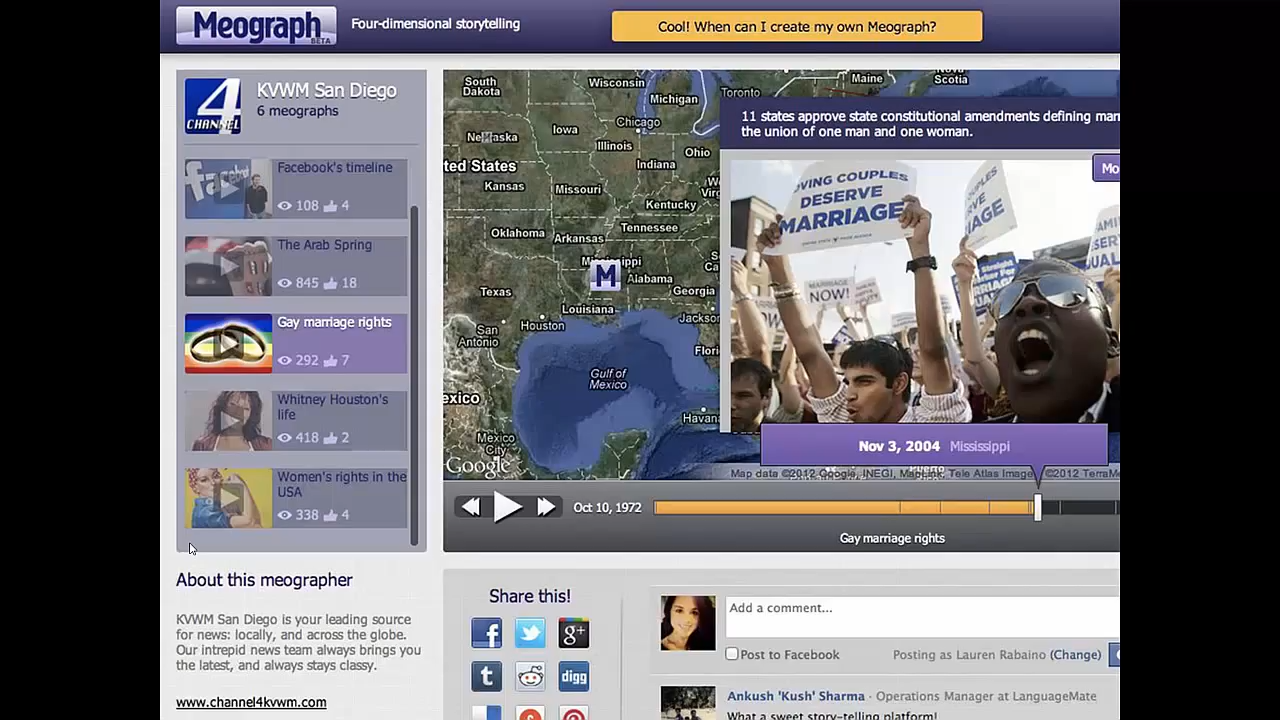 Meograph
BETA
Four-dimensional storytelling
Cool! When can I create my own Meograph?
4
CHANNEL
KVWM San Diego
6 meographs
Facebook's timeline
108 4
The Arab Spring
845 18
Gay marriage rights
292 7
Whitney Houston's
life
418 2
Women's rights in the
USA
338 4
About this meographer
KVWM San Diego is your leading source
for news: locally, and across the globe.
Our intrepid news team always brings you
the latest, and always stays classy.
www.channel4kvwm.com
South
Dakota
Wisconsin
Michigan
Toronto
Maine
Nova
Scotia
Chicago
Iowa
Nebraska
Illinois
Indiana
Ohio
ted States
Kansas
Missouri
Kentucky
Oklahoma
Arkansas
Tennessee
Mississippi
M
Alabama
Georgia
Texas
Louisiana
Houston
San
Antonio
Jackson
Flori
Gulf of
Mexico
exico
Havana
Mexico
City
Google
11 states approve state constitutional amendments defining mar
the union of one man and one woman.
Mo
OVING COUPLES
DESERVE
MARRIAGE
COUPLES
MARRIAGE
NOW!
Nov 3, 2004 Mississippi
Map data ©2012 Google, INEGI, MapLink, Tele Atlas Imagery ©2012 TerraMe
Oct 10, 1972
Gay marriage rights
Share this!
f
g+
t
digg
Add a comment...
Post to Facebook
Posting as Lauren Rabaino (Change)
Ankush 'Kush' Sharma · Operations Manager at LanguageMate
What a sweet story-telling platform!